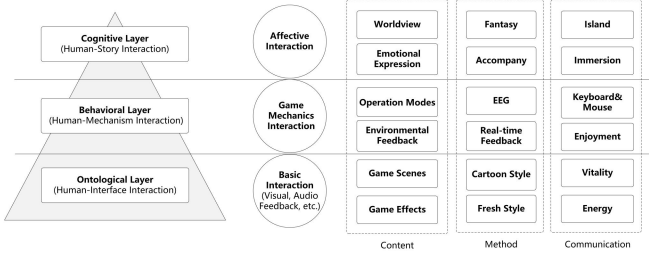 Cognitive Layer
(Human-Story Interaction)
Affective
Interaction
Worldview
Fantasy
Island
Emotional
Expression
Accompany
Immersion
Behavioral Layer
(Human-Mechanism Interaction)
Game
Mechanics
Interaction
Operation Modes
EEG
Keyboard&
Mouse
Environmental
Feedback
Real-time
Feedback
Enjoyment
Ontological Layer
(Human-Interface Interaction)
Basic
Interaction
(Visual, Audio
Feedback, etc.)
Game Scenes
Cartoon Style
Vitality
Game Effects
Fresh Style
Energy
Content
Method
Communication